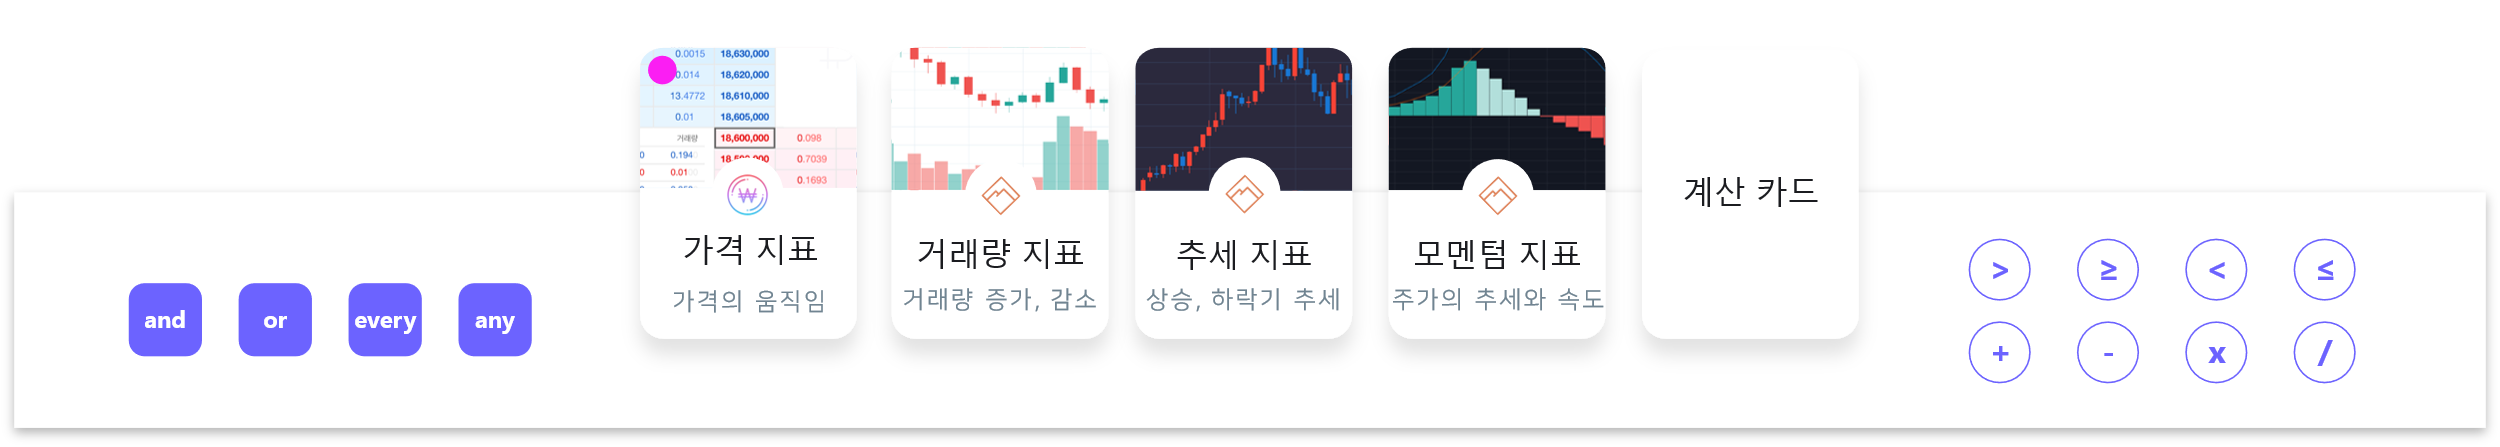 and
or
every
any
0.0015 18,630,000
0.014 18,620,000
13.4772 18,610,000
0.01 18,605,000
거래량 18,600,000 0.098
0.194 0.7039
0.01 0.1693
가격 지표
가격의 움직임
거래량 지표
거래량 증가, 감소
추세 지표
상승, 하락기 추세
모멘텀 지표
주가의 추세와 속도
계산 카드
> ≥ < ≤
+ - x /